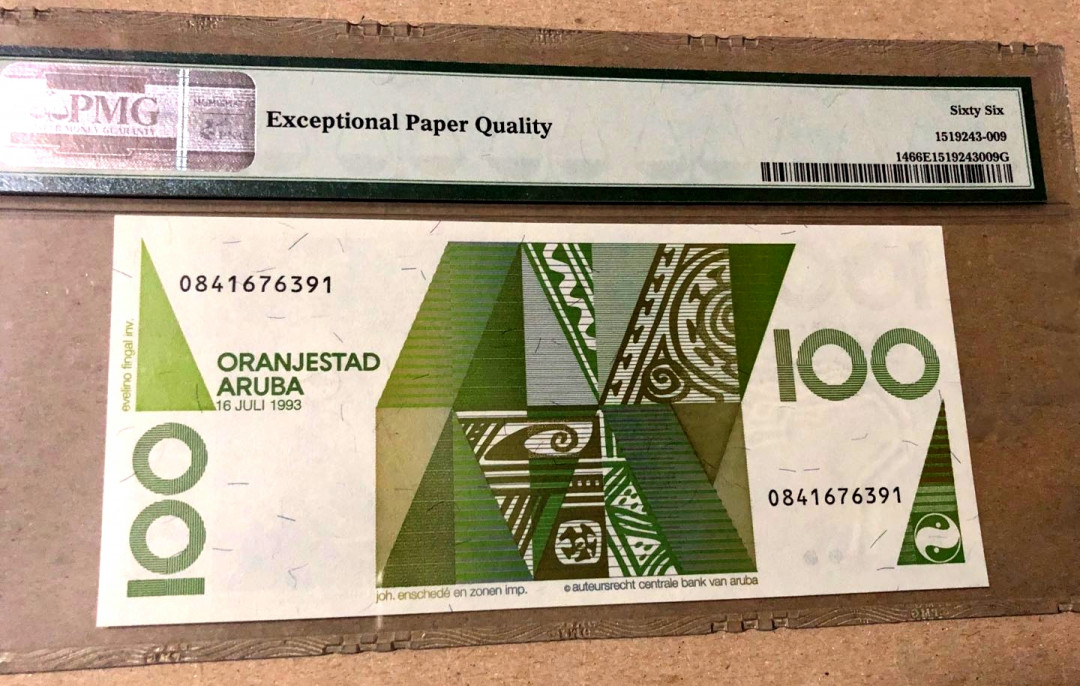 PMG
Exceptional Paper Quality
Sixty Six
1519243-009
1466E1519243009G
0841676391
evelino fingal inv.
ORANJESTAD
ARUBA
16 JULI 1993
100
100
0841676391
joh. enschedé en zonen imp.
© auteursrecht centrale bank van aruba